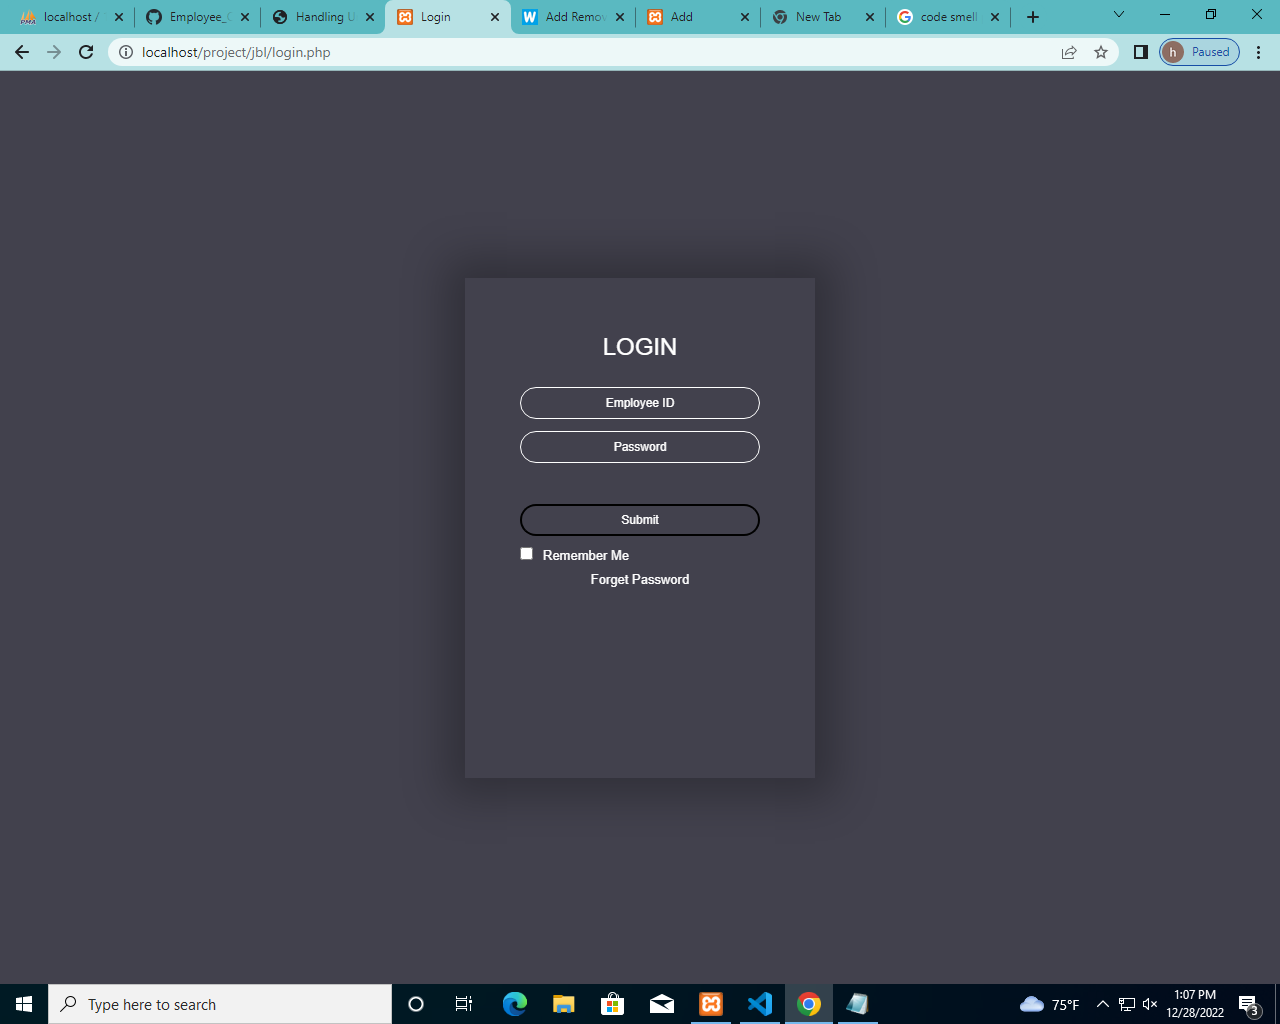 localhost /
Employee_
Handling U
Login
Add Remov
Add
New Tab
code smell
localhost/project/jbl/login.php
h
Paused
LOGIN
Employee ID
Password
Submit
Remember Me
Forget Password
Type here to search
75°F
1:07 PM
12/28/2022
3